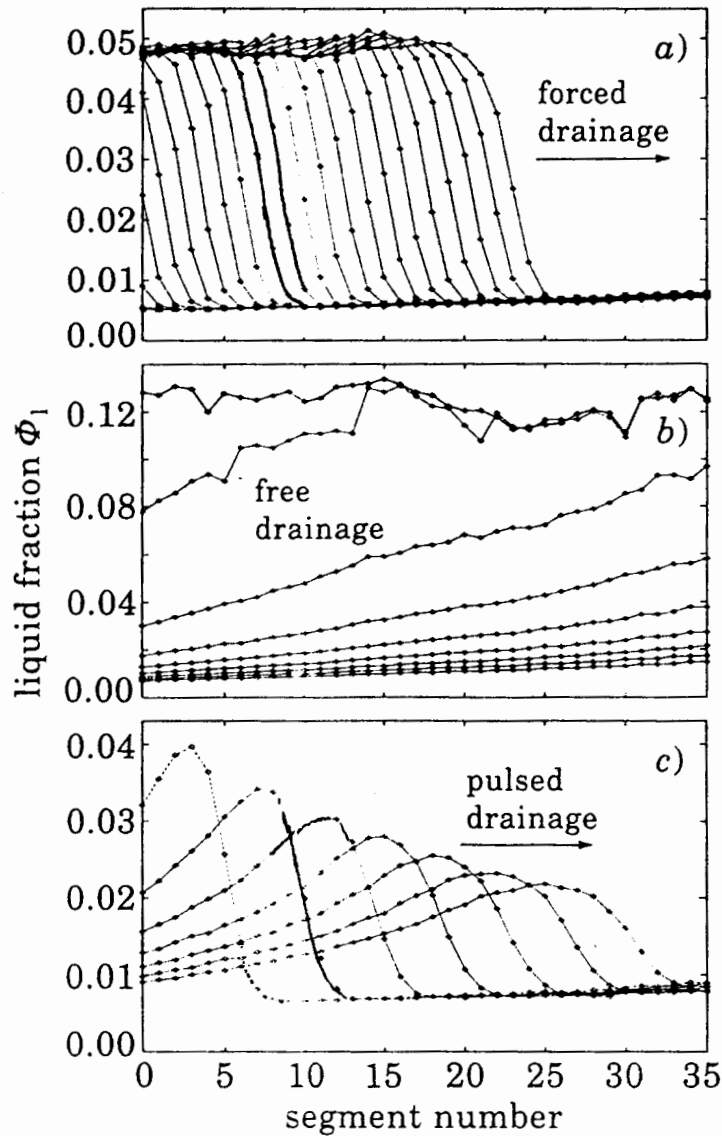 0.05
0.04
0.03
0.02
0.01
0.00
a)
forced
drainage
0.12
0.08
0.04
0.00
b)
free
drainage
liquid fraction Φ₁
0.04
0.03
0.02
0.01
0.00
c)
pulsed
drainage
0 5 10 15 20 25 30 35
segment number